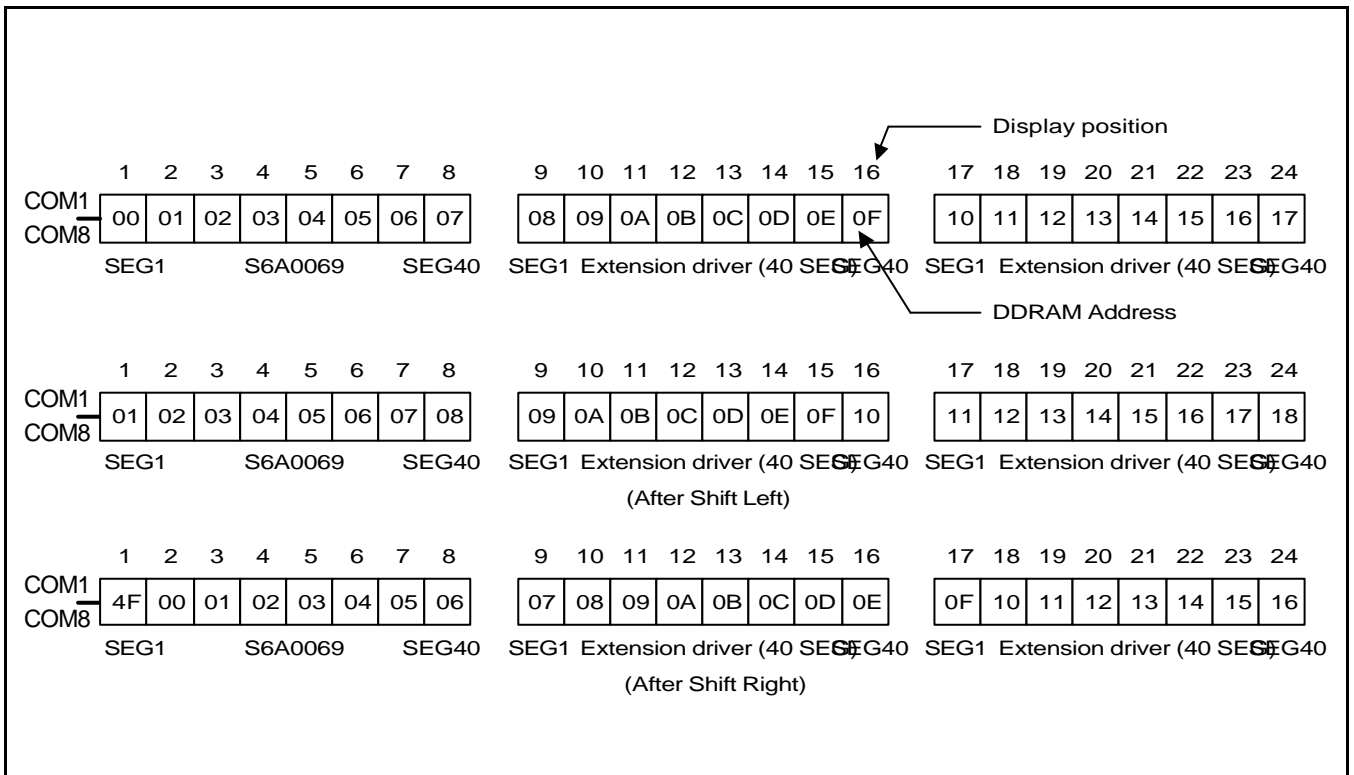 Display position
1 2 3 4 5 6 7 8 9 10 11 12 13 14 15 16 17 18 19 20 21 22 23 24
COM1
00 01 02 03 04 05 06 07 08 09 0A 0B 0C 0D 0E 0F 10 11 12 13 14 15 16 17
COM8
SEG1 S6A0069 SEG40 SEG1 Extension driver (40 SEG) SEG40 SEG1 Extension driver (40 SEG) SEG40
DDRAM Address
1 2 3 4 5 6 7 8 9 10 11 12 13 14 15 16 17 18 19 20 21 22 23 24
COM1
01 02 03 04 05 06 07 08 09 0A 0B 0C 0D 0E 0F 10 11 12 13 14 15 16 17 18
COM8
SEG1 S6A0069 SEG40 SEG1 Extension driver (40 SEG) SEG40 SEG1 Extension driver (40 SEG) SEG40
(After Shift Left)
1 2 3 4 5 6 7 8 9 10 11 12 13 14 15 16 17 18 19 20 21 22 23 24
COM1
4F 00 01 02 03 04 05 06 07 08 09 0A 0B 0C 0D 0E 0F 10 11 12 13 14 15 16
COM8
SEG1 S6A0069 SEG40 SEG1 Extension driver (40 SEG) SEG40 SEG1 Extension driver (40 SEG) SEG40
(After Shift Right)